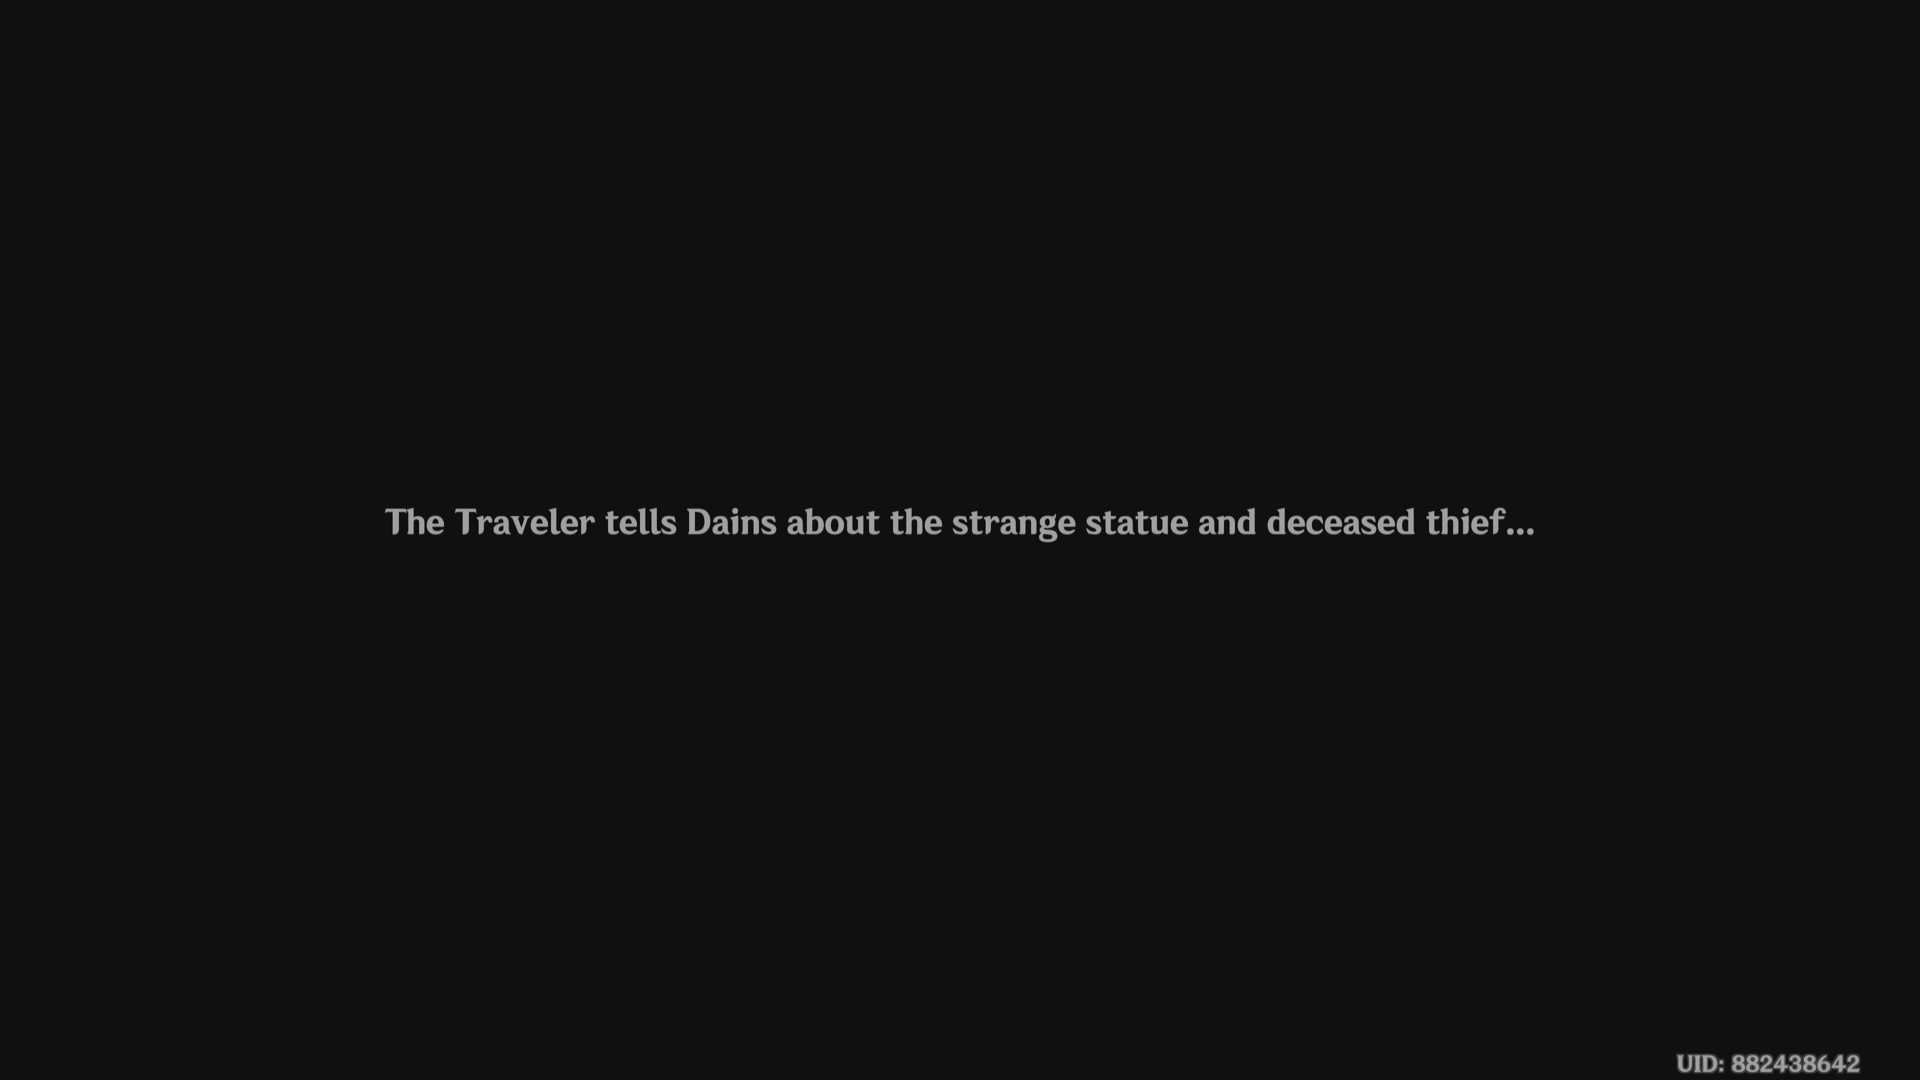 The Traveler tells Dains about the strange statue and deceased thief...
UID: 882438642